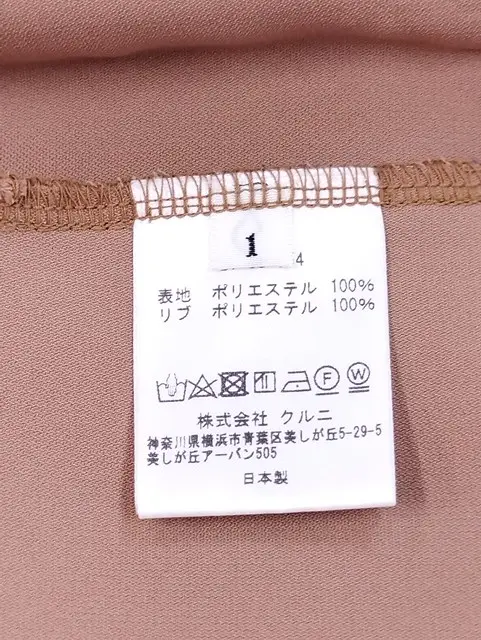 1
4
表地 ポリエステル 100%
リブ ポリエステル 100%
F W
株式会社 クルニ
神奈川県横浜市青葉区美しが丘5-29-5
美しが丘アーバン505
日本製